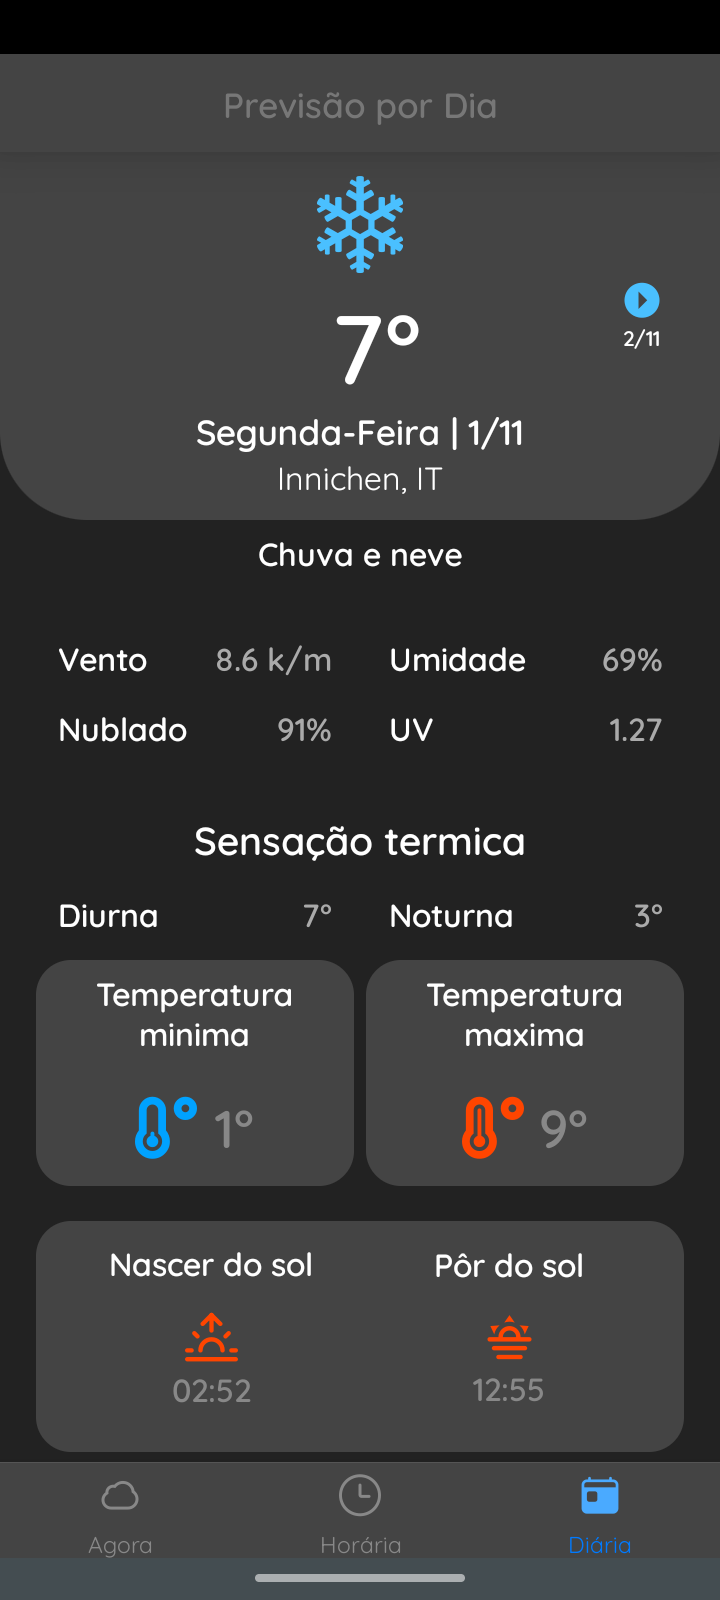 Previsão por Dia
7°
2/11
Segunda-Feira | 1/11
Innichen, IT
Chuva e neve
Vento 8.6 k/m Umidade 69%
Nublado 91% UV 1.27
Sensação termica
Diurna 7° Noturna 3°
Temperatura
minima
1°
Temperatura
maxima
9°
Nascer do sol
02:52
Pôr do sol
12:55
Agora Horária Diária